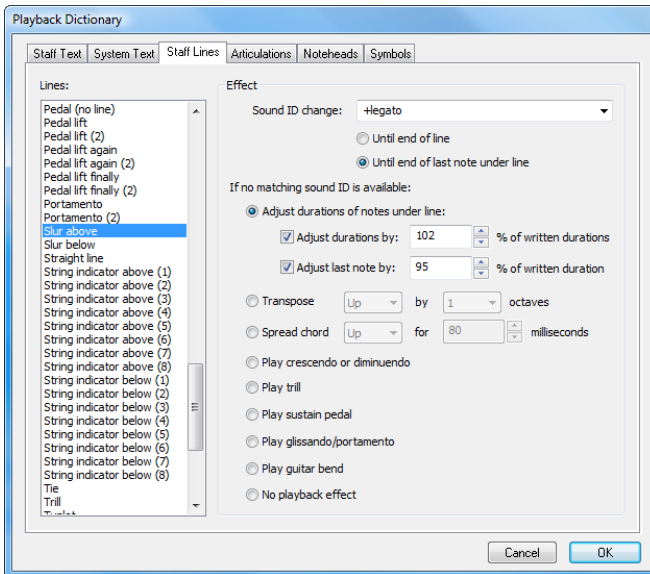 Playback Dictionary
Staff Text System Text Staff Lines Articulations Noteheads Symbols
Lines:
Pedal (no line)
Pedal lift
Pedal lift (2)
Pedal lift again
Pedal lift again (2)
Pedal lift finally
Pedal lift finally (2)
Portamento
Portamento (2)
Slur above
Slur below
Straight line
String indicator above (1)
String indicator above (2)
String indicator above (3)
String indicator above (4)
String indicator above (5)
String indicator above (6)
String indicator above (7)
String indicator above (8)
String indicator below (1)
String indicator below (2)
String indicator below (3)
String indicator below (4)
String indicator below (5)
String indicator below (6)
String indicator below (7)
String indicator below (8)
Tie
Trill
Tuplet
Effect
Sound ID change: +legato
Until end of line
Until end of last note under line
If no matching sound ID is available:
Adjust durations of notes under line:
Adjust durations by: 102 % of written durations
Adjust last note by: 95 % of written duration
Transpose Up by 1 octaves
Spread chord Up for 80 milliseconds
Play crescendo or diminuendo
Play trill
Play sustain pedal
Play glissando/portamento
Play guitar bend
No playback effect
Cancel OK